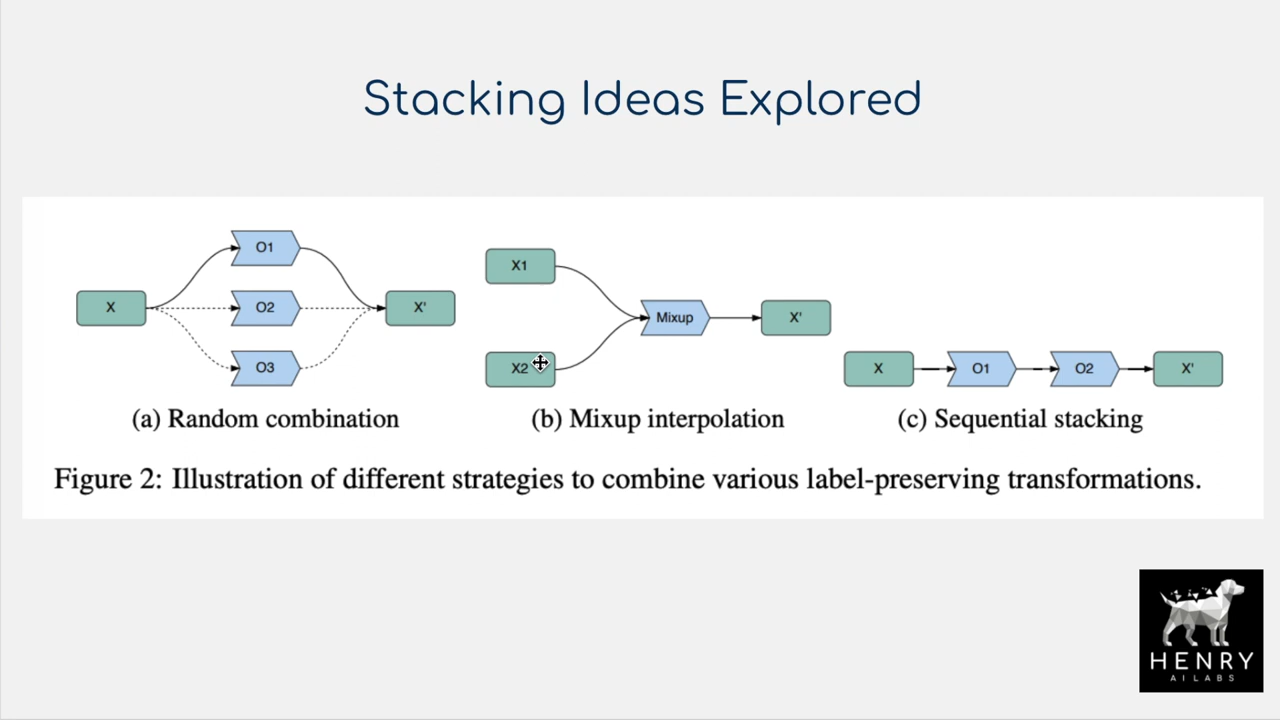 Stacking Ideas Explored
X
O1
O2
O3
X'
(a) Random combination
X1
X2
Mixup
X'
(b) Mixup interpolation
X
O1
O2
X'
(c) Sequential stacking
Figure 2: Illustration of different strategies to combine various label-preserving transformations.
HENRY
AI LABS